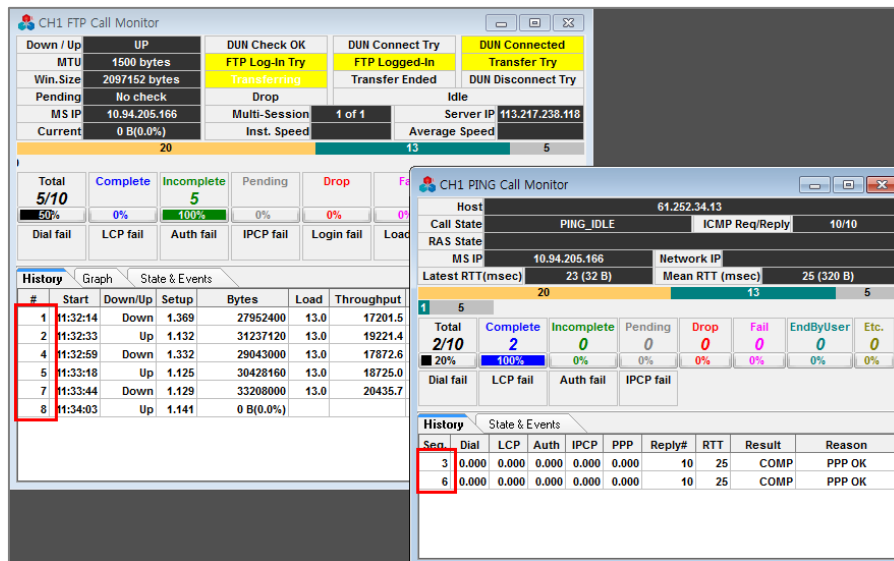 CH1 FTP Call Monitor
Down / Up UP DUN Check OK DUN Connect Try DUN Connected
MTU 1500 bytes FTP Log-In Try FTP Logged-In Transfer Try
Win.Size 2097152 bytes Transferring Transfer Ended DUN Disconnect Try
Pending No check Drop Idle
MS IP 10.94.205.166 Multi-Session 1 of 1 Server IP 113.217.238.118
Current 0 B(0.0%) Inst. Speed Average Speed
20 13 5
Total Complete Incomplete Pending Drop
5/10 5
50% 0% 100% 0% 0%
Dial fail LCP fail Auth fail IPCP fail Login fail
History Graph State & Events
# Start Down/Up Setup Bytes Load Throughput
1 11:32:14 Down 1.369 27952400 13.0 17201.5
2 11:32:33 Up 1.132 31237120 13.0 19221.4
4 11:32:59 Down 1.332 29043000 13.0 17872.6
5 11:33:18 Up 1.125 30428160 13.0 18725.0
7 11:33:44 Down 1.129 33208000 13.0 20435.7
8 11:34:03 Up 1.141 0 B(0.0%)
CH1 PING Call Monitor
Host 61.252.34.13
Call State PING_IDLE ICMP Req/Reply 10/10
RAS State
MS IP 10.94.205.166 Network IP
Latest RTT(msec) 23 (32 B) Mean RTT (msec) 25 (320 B)
20 13 5
1 5
Total Complete Incomplete Pending Drop Fail EndByUser Etc.
2/10 2 0 0 0 0 0 0
20% 100% 0% 0% 0% 0% 0% 0%
Dial fail LCP fail Auth fail IPCP fail
History State & Events
Seq. Dial LCP Auth IPCP PPP Reply# RTT Result Reason
3 0.000 0.000 0.000 0.000 0.000 10 25 COMP PPP OK
6 0.000 0.000 0.000 0.000 0.000 10 25 COMP PPP OK